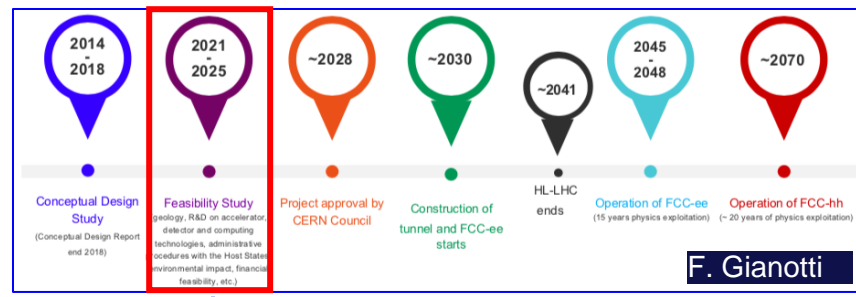 2014
-
2018
2021
-
2025
~2028
~2030
~2041
2045
-
2048
~2070
Conceptual Design
Study
(Conceptual Design Report
end 2018)
Feasibility Study
geology, R&D on accelerator,
detector and computing
technologies, administrative
procedures with the Host States
environmental impact, financial
feasibility, etc.)
Project approval by
CERN Council
Construction of
tunnel and FCC-ee
starts
HL-LHC
ends
Operation of FCC-ee
(15 years physics exploitation)
Operation of FCC-hh
(~ 20 years of physics exploitation)
F. Gianotti